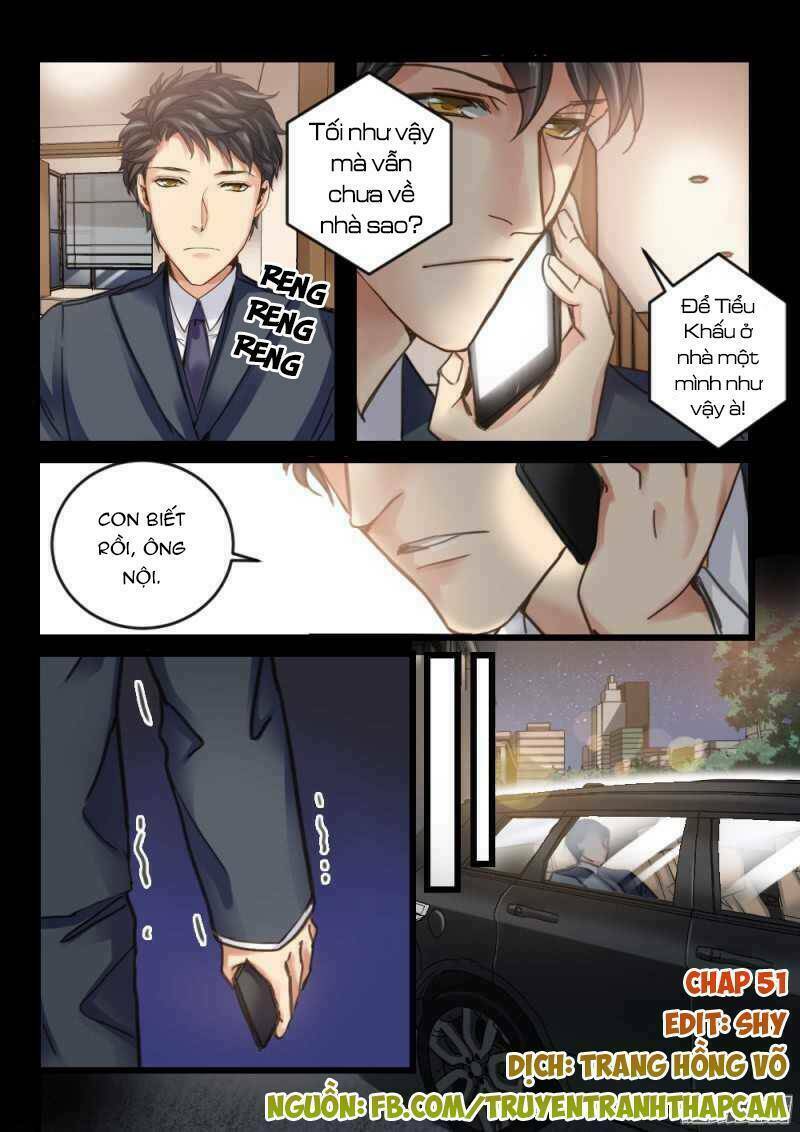 RENG
RENG
RENG
Tối như vậy
mà vẫn
chưa về
nhà sao?
Để Tiểu
Khấu ở
nhà một
mình như
vậy à!
CON BIẾT
RỒI, ÔNG
NỘI.
CHAP 51
EDIT: SHY
DỊCH: TRANG HỒNG VÕ
NGUỒN: FB.COM/TRUYENTRANHTHAPCAM